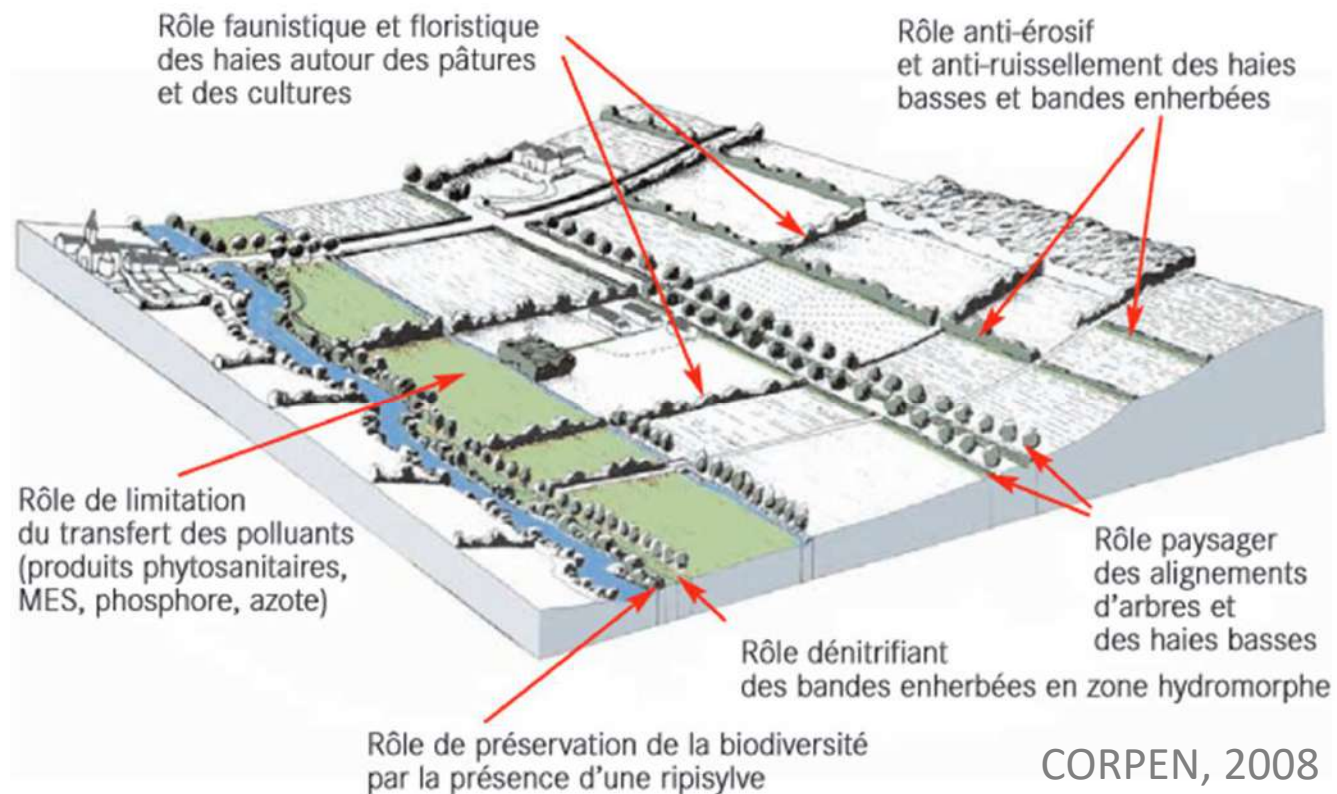 Rôle faunistique et floristique
des haies autour des pâtures
et des cultures
Rôle anti-érosif
et anti-ruissellement des haies
basses et bandes enherbées
Rôle de limitation
du transfert des polluants
(produits phytosanitaires,
MES, phosphore, azote)
Rôle paysager
des alignements
d'arbres et
des haies basses
Rôle dénitrifiant
des bandes enherbées en zone hydromorphe
Rôle de préservation de la biodiversité
par la présence d'une ripisylve
CORPEN, 2008